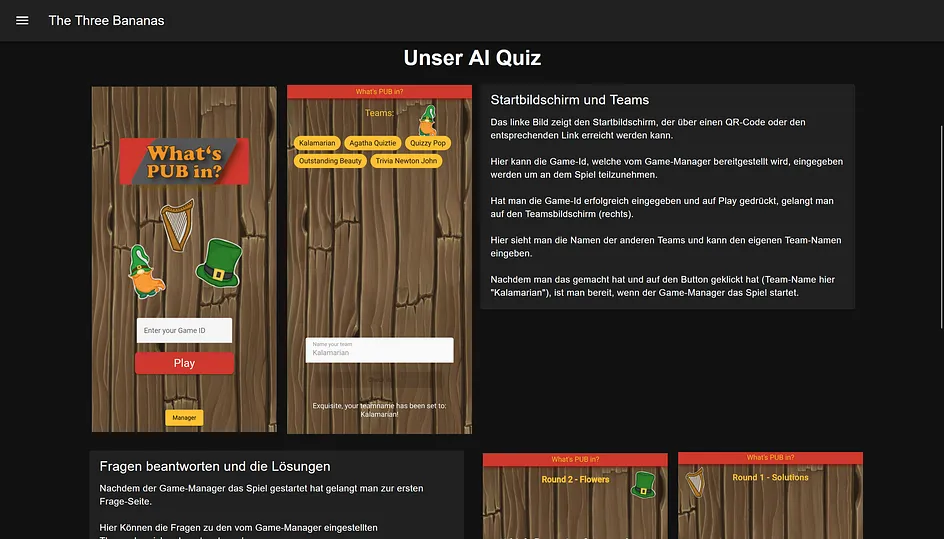 The Three Bananas
Unser AI Quiz
What's
PUB in?
Enter your Game ID
Play
Manager
What's PUB in?
Teams:
Kalamarian
Agatha Quiztie
Quizzy Pop
Outstanding Beauty
Trivia Newton John
Name your team
Kalamarian
Exquisite, your teamname has been set to:
Kalamarian!
Startbildschirm und Teams
Das linke Bild zeigt den Startbildschirm, der über einen QR-Code oder den
entsprechenden Link erreicht werden kann.
Hier kann die Game-Id, welche vom Game-Manager bereitgestellt wird, eingegeben
werden um an dem Spiel teilzunehmen.
Hat man die Game-Id erfolgreich eingegeben und auf Play gedrückt, gelangt man
auf den Teamsbildschirm (rechts).
Hier sieht man die Namen der anderen Teams und kann den eigenen Team-Namen
eingeben.
Nachdem man das gemacht hat und auf den Button geklickt hat (Team-Name hier
"Kalamarian"), ist man bereit, wenn der Game-Manager das Spiel startet.
Fragen beantworten und die Lösungen
Nachdem der Game-Manager das Spiel gestartet hat gelangt man zur ersten
Frage-Seite.
Hier Können die Fragen zu den vom Game-Manager eingestellten
What's PUB in?
Round 2 - Flowers
What's PUB in?
Round 1 - Solutions